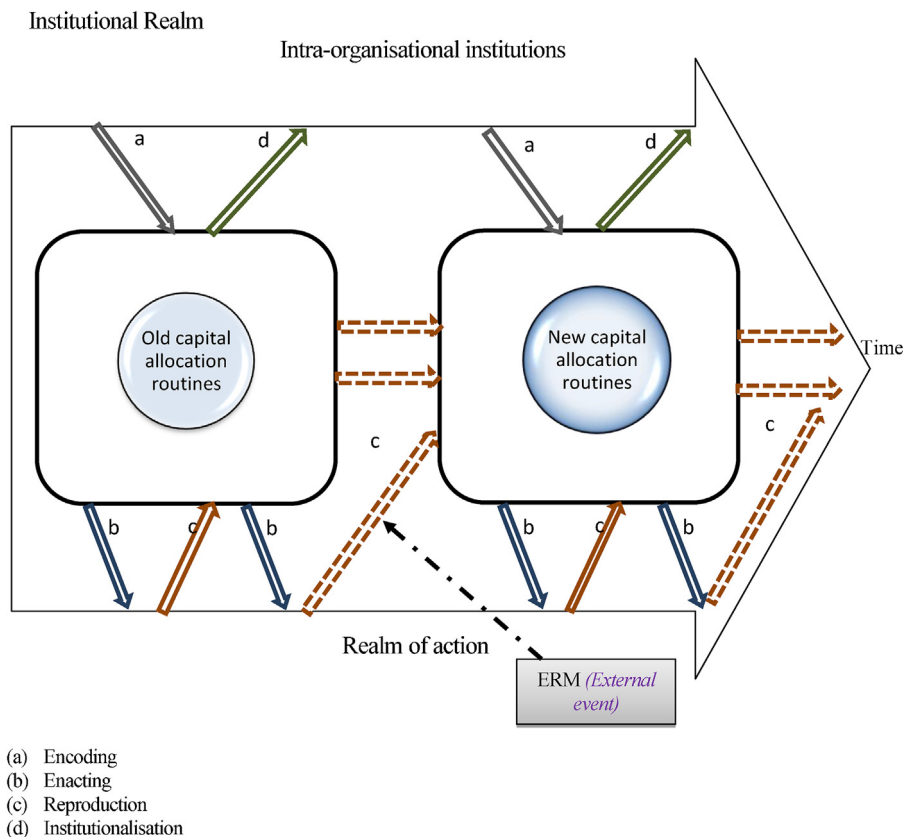 Institutional Realm
Intra-organisational institutions
a
d
a
d
Old capital
allocation
routines
New capital
allocation
routines
Time
c
c
b
c
b
b
c
b
Realm of action
ERM (External
event)
(a) Encoding
(b) Enacting
(c) Reproduction
(d) Institutionalisation